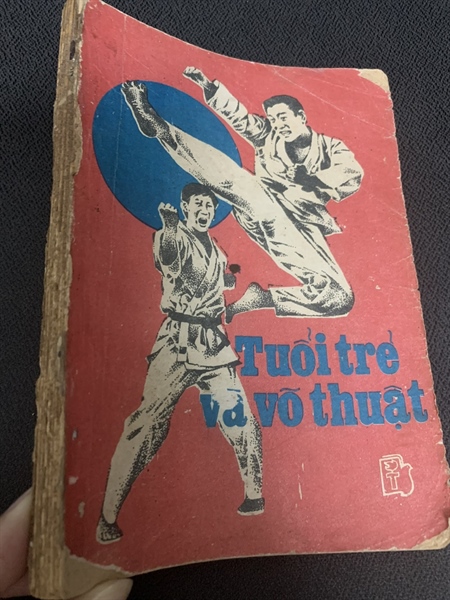 Tuổi trẻ
và võ thuật